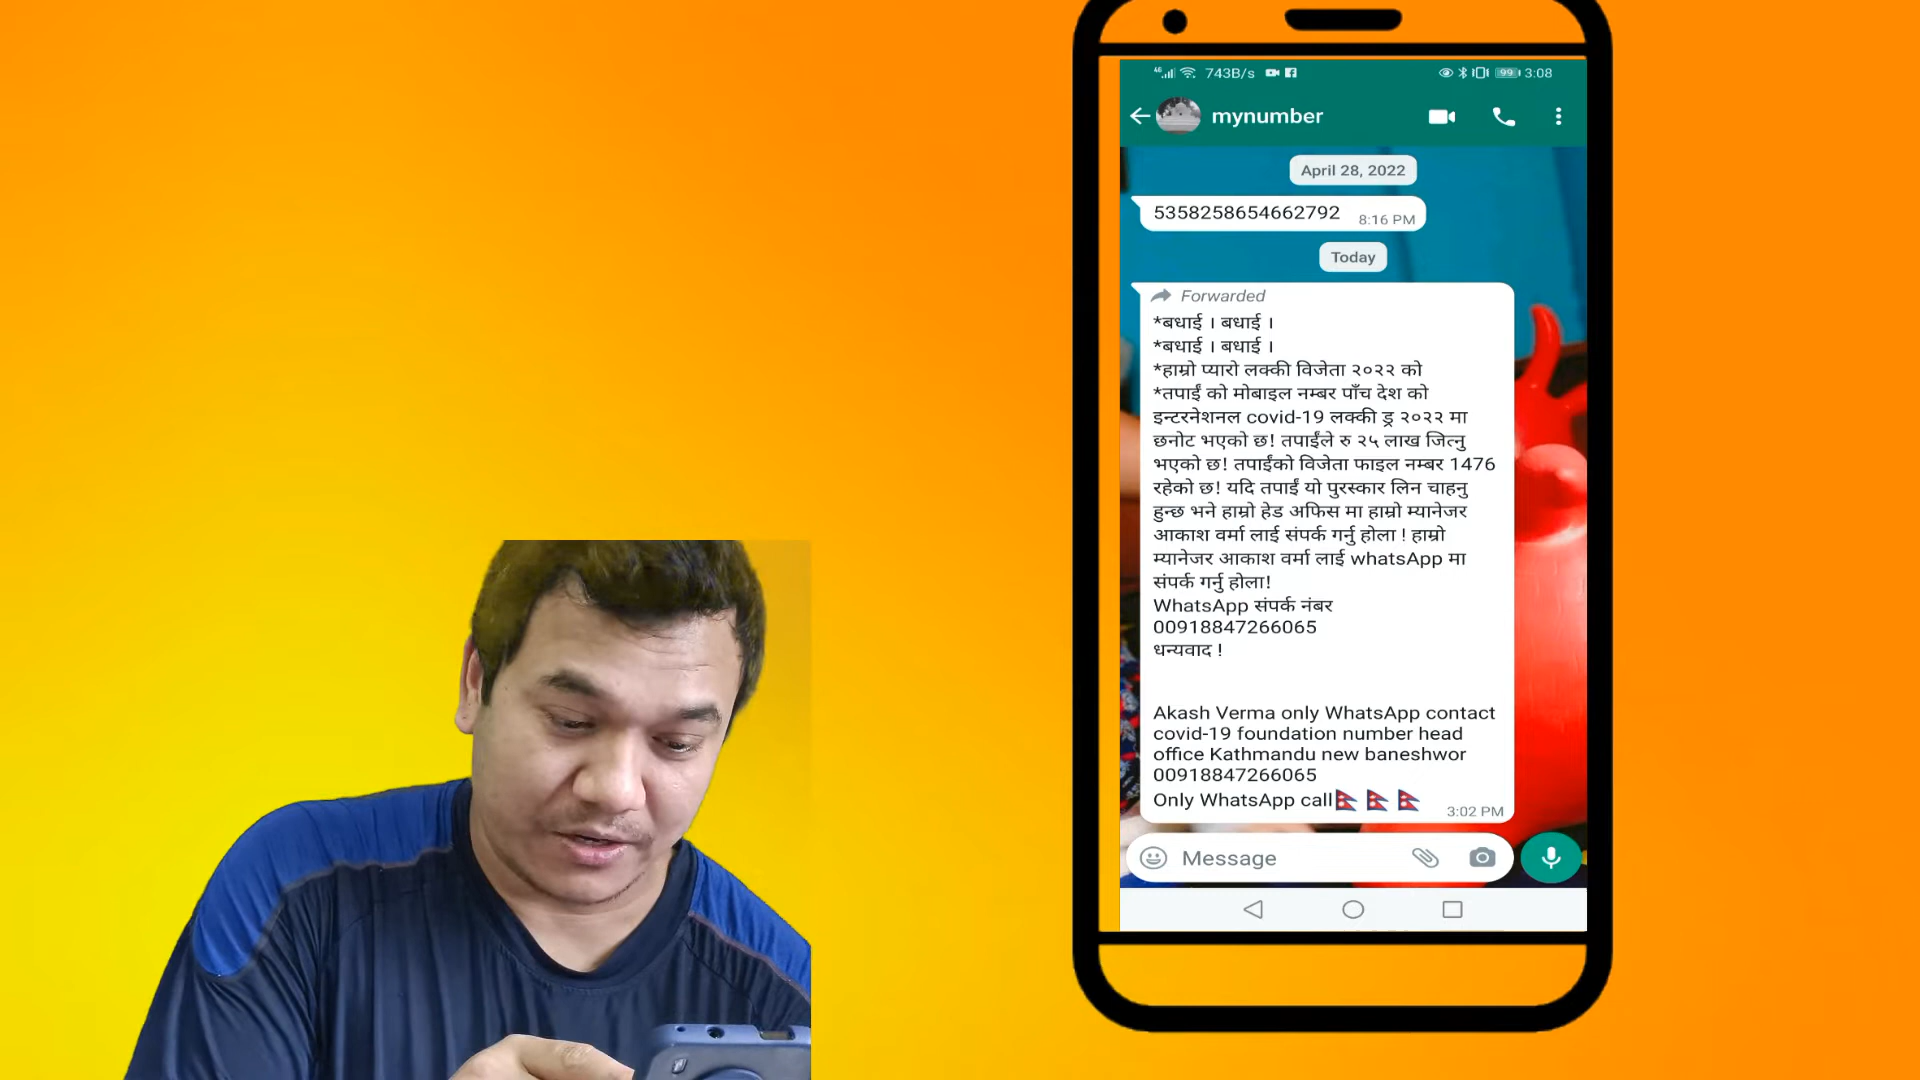 743B/s
99
3:08
mynumber
April 28, 2022
5358258654662792
8:16 PM
Today
Forwarded
*बधाई । बधाई ।
*बधाई । बधाई ।
*हाम्रो प्यारो लक्की विजेता २०२२ को
*तपाईं को मोबाइल नम्बर पाँच देश को
इन्टरनेशनल covid-19 लक्की ड्र २०२२ मा
छनोट भएको छ! तपाईंले रु २५ लाख जित्नु
भएको छ! तपाईंको विजेता फाइल नम्बर 1476
रहेको छ! यदि तपाईं यो पुरस्कार लिन चाहनु
हुन्छ भने हाम्रो हेड अफिस मा हाम्रो म्यानेजर
आकाश वर्मा लाई संपर्क गर्नु होला ! हाम्रो
म्यानेजर आकाश वर्मा लाई whatsApp मा
संपर्क गर्नु होला!
WhatsApp संपर्क नंबर
00918847266065
धन्यवाद !
Akash Verma only WhatsApp contact
covid-19 foundation number head
office Kathmandu new baneshwor
00918847266065
Only WhatsApp call🇳🇵🇳🇵🇳🇵
3:02 PM
Message